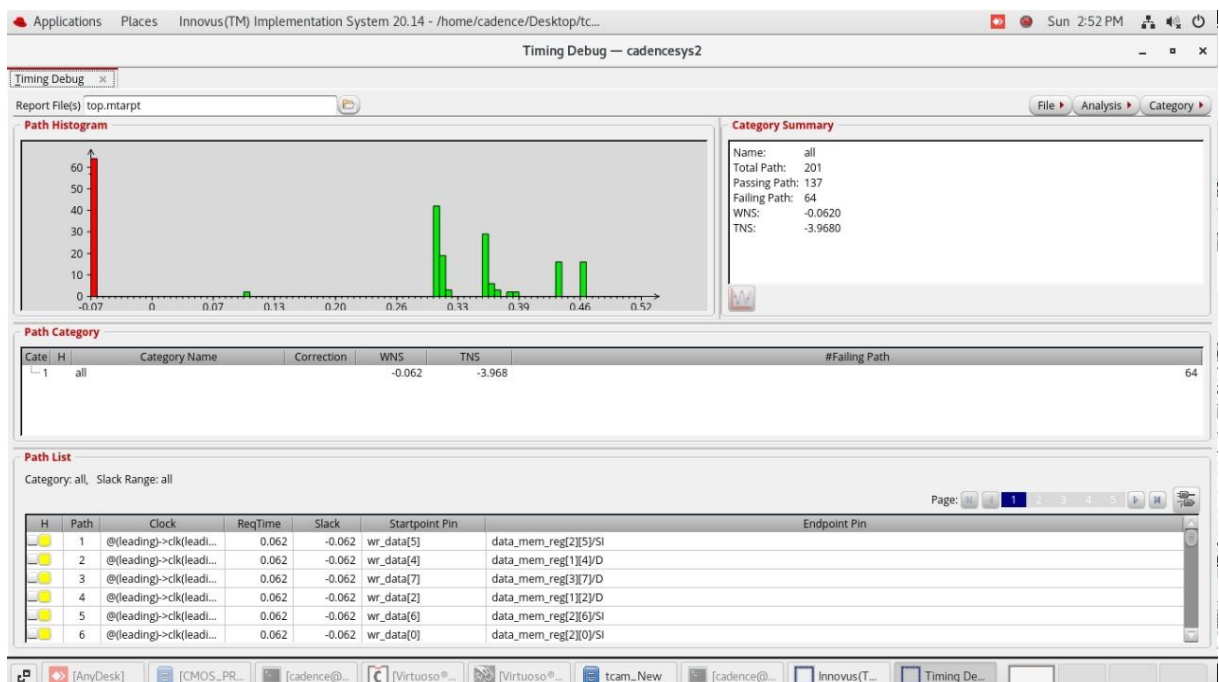 Applications Places Innovus(TM) Implementation System 20.14 - /home/cadence/Desktop/tc... Sun 2:52 PM
Timing Debug — cadencesys2
Timing Debug
Report File(s) top.mtarpt File Analysis Category
Path Histogram
60
50
40
30
20
10
0
-0.07 0 0.07 0.13 0.20 0.26 0.33 0.39 0.46 0.52
Category Summary
Name: all
Total Path: 201
Passing Path: 137
Failing Path: 64
WNS: -0.0620
TNS: -3.9680
Path Category
Cate H Category Name Correction WNS TNS #Failing Path
1 all -0.062 -3.968 64
Path List
Category: all, Slack Range: all
Page: 1 2 3 4 5
H Path Clock ReqTime Slack Startpoint Pin Endpoint Pin
1 @(leading)->clk(leadi... 0.062 -0.062 wr_data[5] data_mem_reg[2][5]/SI
2 @(leading)->clk(leadi... 0.062 -0.062 wr_data[4] data_mem_reg[1][4]/D
3 @(leading)->clk(leadi... 0.062 -0.062 wr_data[7] data_mem_reg[3][7]/D
4 @(leading)->clk(leadi... 0.062 -0.062 wr_data[2] data_mem_reg[1][2]/D
5 @(leading)->clk(leadi... 0.062 -0.062 wr_data[6] data_mem_reg[2][6]/SI
6 @(leading)->clk(leadi... 0.062 -0.062 wr_data[0] data_mem_reg[2][0]/SI
[AnyDesk] [CMOS_PR... [cadence@... [Virtuoso®... [Virtuoso®... tcam_New [cadence@... Innovus(T... Timing De...